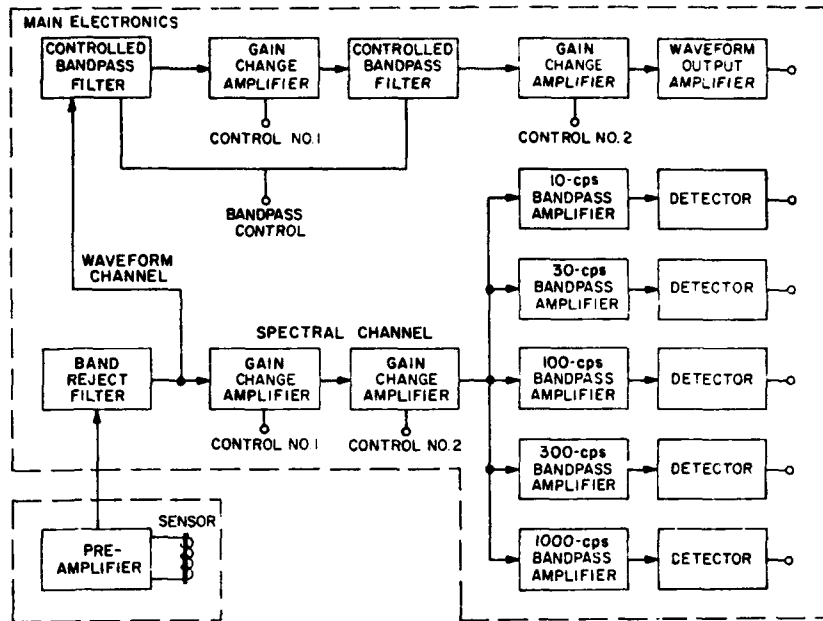 MAIN ELECTRONICS
CONTROLLED
BANDPASS
FILTER
GAIN
CHANGE
AMPLIFIER
CONTROLLED
BANDPASS
FILTER
GAIN
CHANGE
AMPLIFIER
WAVEFORM
OUTPUT
AMPLIFIER
CONTROL NO.1
CONTROL NO.2
BANDPASS
CONTROL
WAVEFORM
CHANNEL
10-cps
BANDPASS
AMPLIFIER
DETECTOR
30-cps
BANDPASS
AMPLIFIER
DETECTOR
SPECTRAL CHANNEL
BAND
REJECT
FILTER
GAIN
CHANGE
AMPLIFIER
GAIN
CHANGE
AMPLIFIER
100-cps
BANDPASS
AMPLIFIER
DETECTOR
CONTROL NO.1
CONTROL NO.2
300-cps
BANDPASS
AMPLIFIER
DETECTOR
SENSOR
PRE-
AMPLIFIER
1000-cps
BANDPASS
AMPLIFIER
DETECTOR